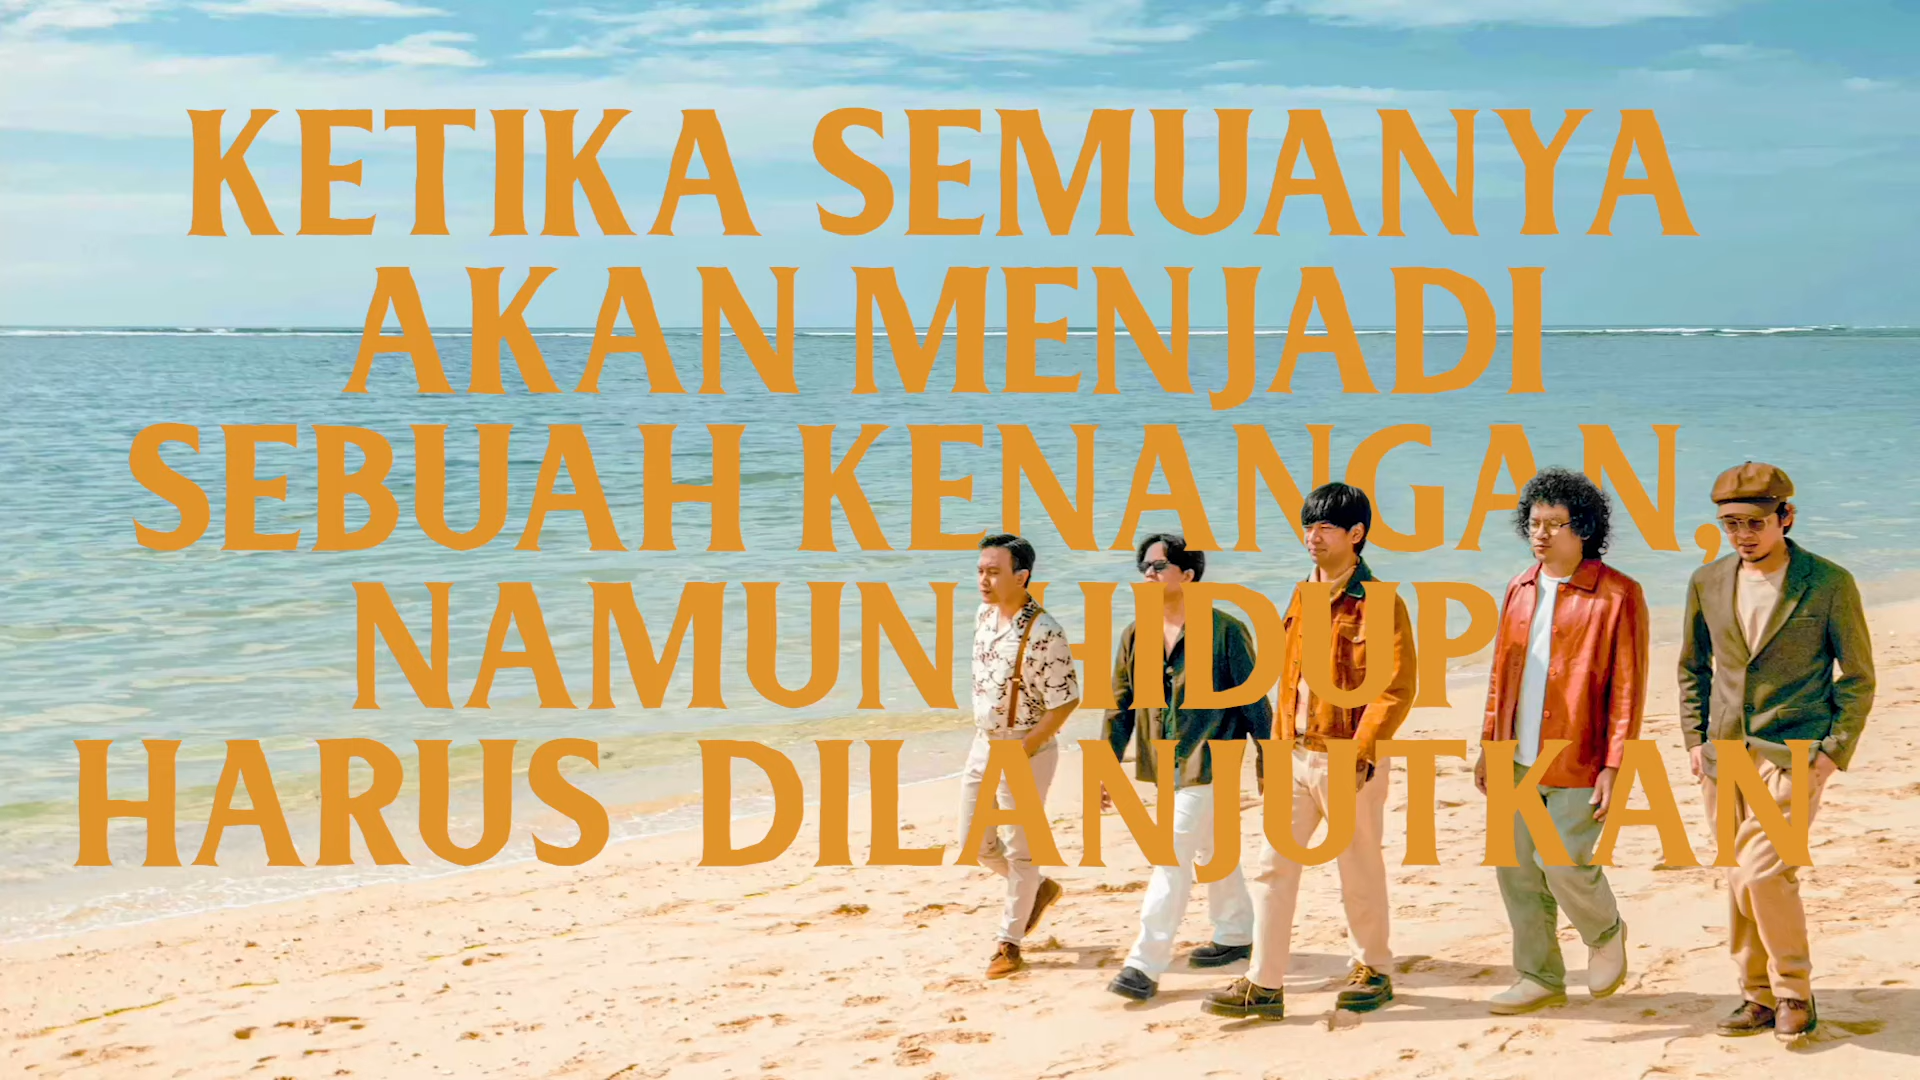 KETIKA SEMUANYA
AKAN MENJADI
SEBUAH KENANGAN,
NAMUN HIDUP
HARUS DILANJUTKAN